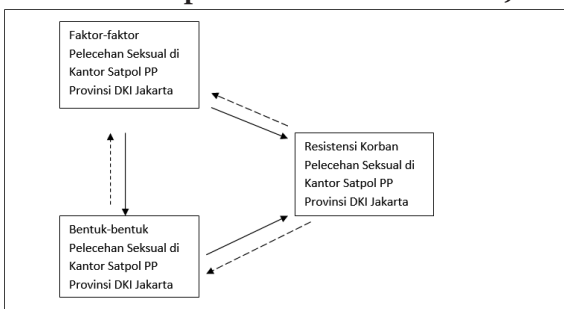 Faktor-faktor
Pelecehan Seksual di
Kantor Satpol PP
Provinsi DKI Jakarta
Resistensi Korban
Pelecehan Seksual di
Kantor Satpol PP
Provinsi DKI Jakarta
Bentuk-bentuk
Pelecehan Seksual di
Kantor Satpol PP
Provinsi DKI Jakarta